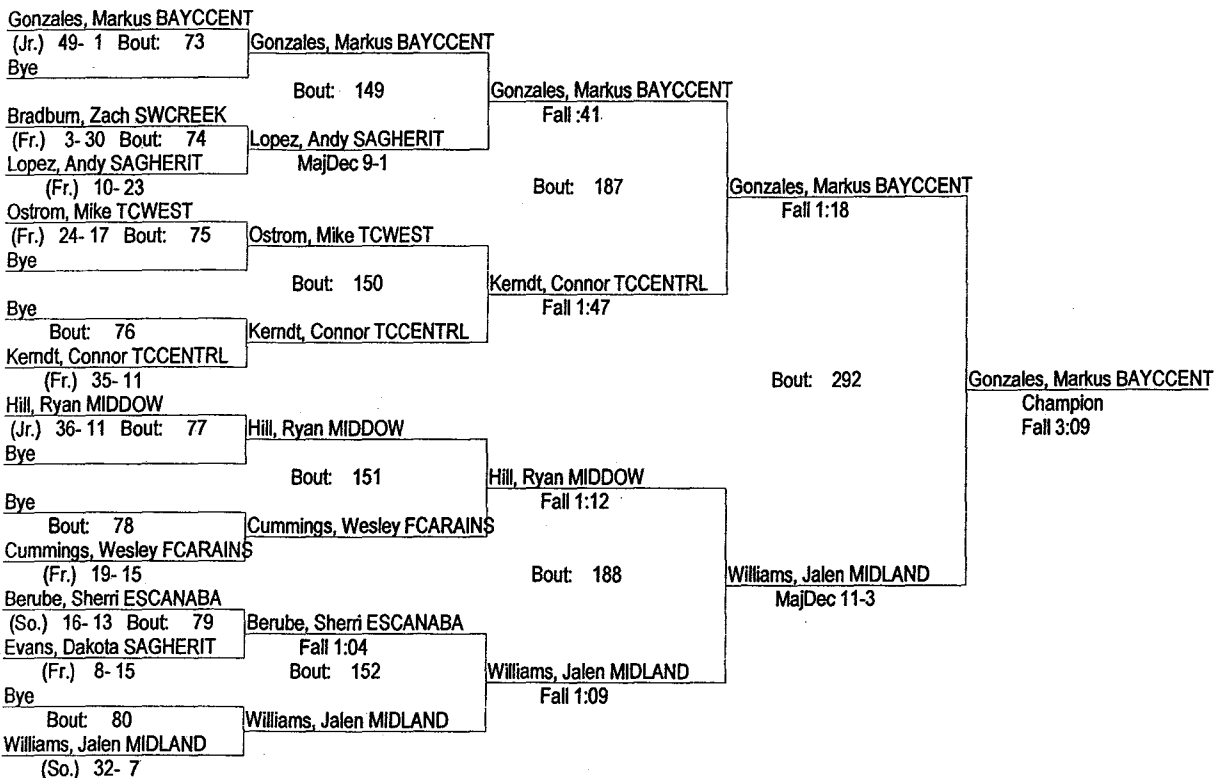 Gonzales, Markus BAYCCENT
(Jr.) 49- 1 Bout: 73
Bye
Bradburn, Zach SWCREEK
(Fr.) 3- 30 Bout: 74
Lopez, Andy SAGHERIT
(Fr.) 10- 23
Ostrom, Mike TCWEST
(Fr.) 24- 17 Bout: 75
Bye
Bye
Bout: 76
Kerndt, Connor TCCENTRL
(Fr.) 35- 11
Hill, Ryan MIDDOW
(Jr.) 36- 11 Bout: 77
Bye
Bye
Bout: 78
Cummings, Wesley FCARAINS
(Fr.) 19- 15
Berube, Sherri ESCANABA
(So.) 16- 13 Bout: 79
Evans, Dakota SAGHERIT
(Fr.) 8- 15
Bye
Bout: 80
Williams, Jalen MIDLAND
(So.) 32- 7
Gonzales, Markus BAYCCENT
Bout: 149
Lopez, Andy SAGHERIT
MajDec 9-1
Ostrom, Mike TCWEST
Bout: 150
Kerndt, Connor TCCENTRL
Hill, Ryan MIDDOW
Bout: 151
Cummings, Wesley FCARAINS
Berube, Sherri ESCANABA
Fall 1:04
Bout: 152
Williams, Jalen MIDLAND
Gonzales, Markus BAYCCENT
Fall :41
Bout: 187
Kerndt, Connor TCCENTRL
Fall 1:47
Hill, Ryan MIDDOW
Fall 1:12
Bout: 188
Williams, Jalen MIDLAND
Fall 1:09
Gonzales, Markus BAYCCENT
Fall 1:18
Bout: 292
Williams, Jalen MIDLAND
MajDec 11-3
Gonzales, Markus BAYCCENT
Champion
Fall 3:09